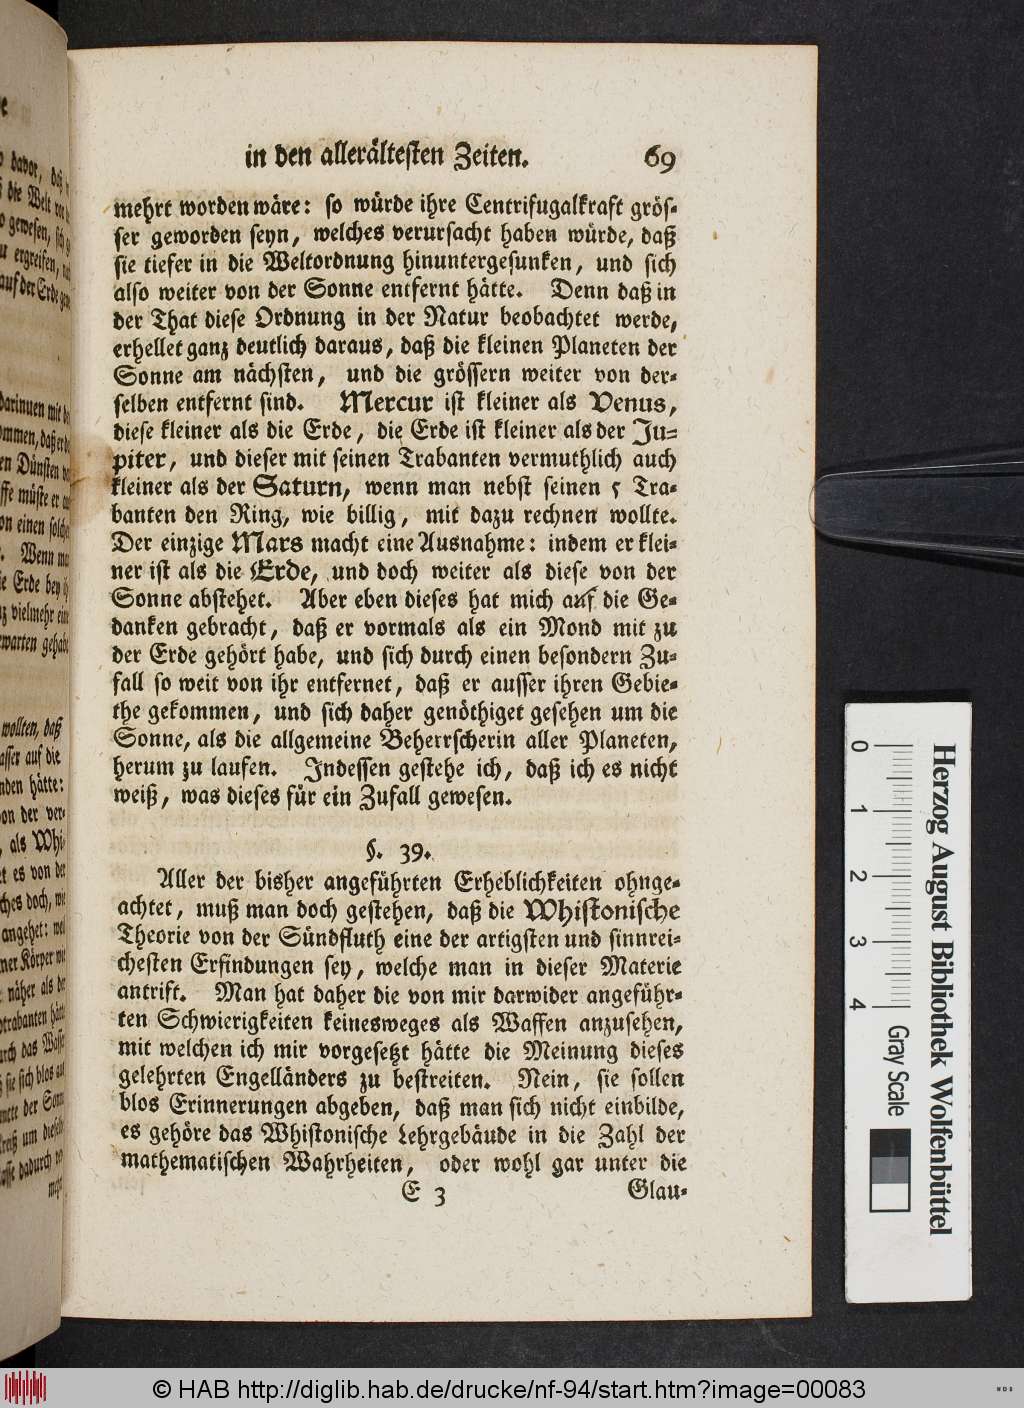 in den allerältesten Zeiten. 69
mehrt worden wäre: so würde ihre Centrifugalkraft grös-
ser geworden seyn, welches verursacht haben würde, daß
sie tiefer in die Weltordnung hinuntergesunken, und sich
also weiter von der Sonne entfernt hätte. Denn daß in
der That diese Ordnung in der Natur beobachtet werde,
erhellet ganz deutlich daraus, daß die kleinen Planeten der
Sonne am nächsten, und die grössern weiter von der-
selben entfernt sind. Mercur ist kleiner als Venus,
diese kleiner als die Erde, die Erde ist kleiner als der Ju-
piter, und dieser mit seinen Trabanten vermuthlich auch
kleiner als der Saturn, wenn man nebst seinen 5 Tra-
banten den Ring, wie billig, mit dazu rechnen wollte.
Der einzige Mars macht eine Ausnahme: indem er klei-
ner ist als die Erde, und doch weiter als diese von der
Sonne abstehet. Aber eben dieses hat mich auf die Ge-
danken gebracht, daß er vormals als ein Mond mit zu
der Erde gehört habe, und sich durch einen besondern Zu-
fall so weit von ihr entfernet, daß er ausser ihren Gebie-
the gekommen, und sich daher genöthiget gesehen um die
Sonne, als die allgemeine Beherrscherin aller Planeten,
herum zu laufen. Indessen gestehe ich, daß ich es nicht
weiß, was dieses für ein Zufall gewesen.
§. 39.
Aller der bisher angeführten Erheblichkeiten ohnge-
achtet, muß man doch gestehen, daß die Whistonische
Theorie von der Sündfluth eine der artigsten und sinnrei-
chesten Erfindungen sey, welche man in dieser Materie
antrift. Man hat daher die von mir darwider angeführ-
ten Schwierigkeiten keinesweges als Waffen anzusehen,
mit welchen ich mir vorgesetzt hätte die Meinung dieses
gelehrten Engelländers zu bestreiten. Nein, sie sollen
blos Erinnerungen abgeben, daß man sich nicht einbilde,
es gehöre das Whistonische Lehrgebäude in die Zahl der
mathematischen Wahrheiten, oder wohl gar unter die
E 3 Glau-
Herzog August Bibliothek Wolfenbüttel
0 1 2 3 4 Gray Scale
© HAB http://diglib.hab.de/drucke/nf-94/start.htm?image=00083